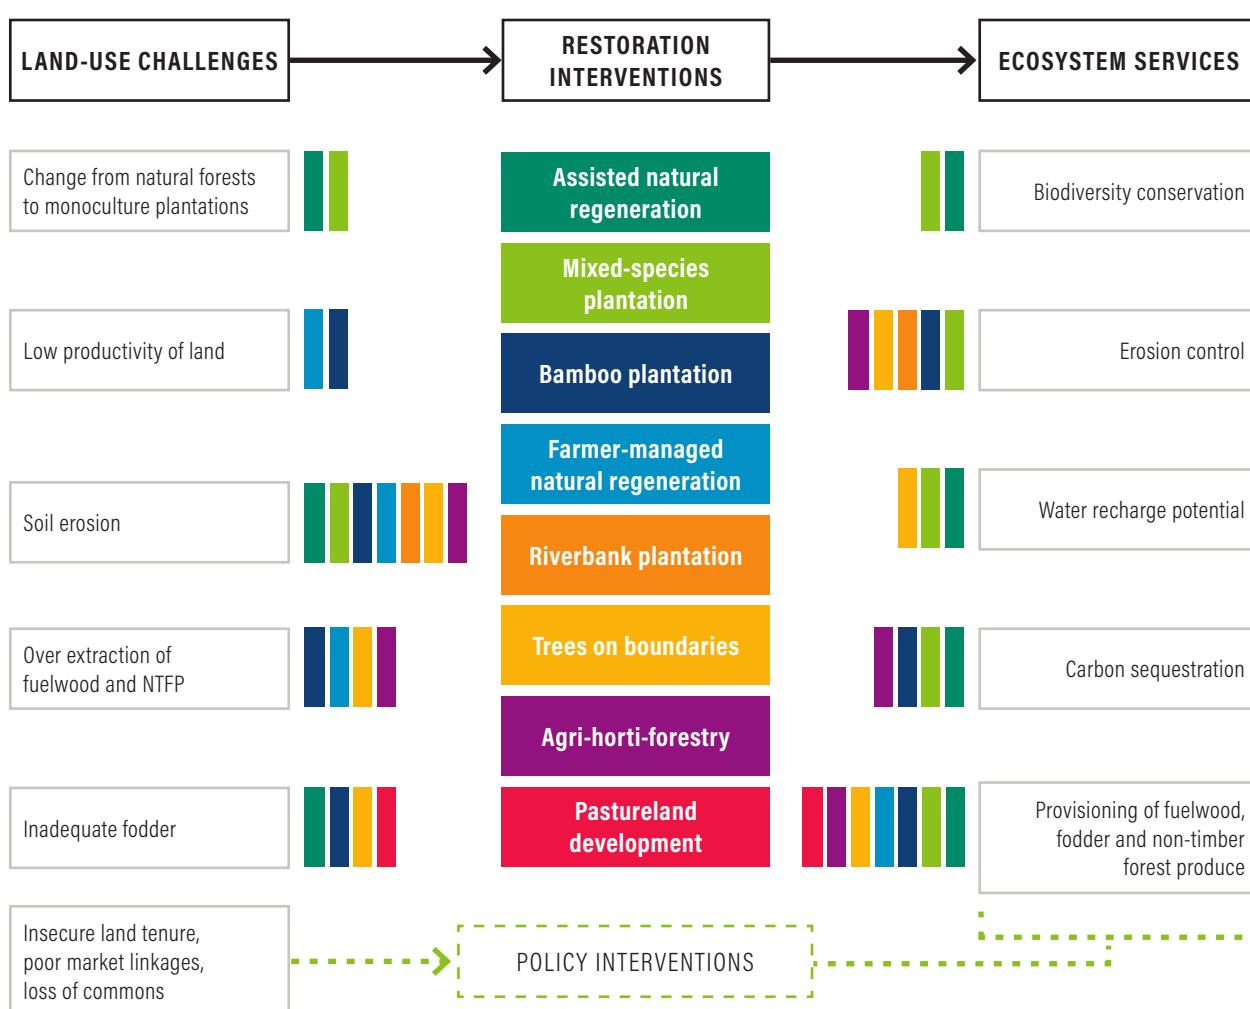 LAND-USE CHALLENGES
RESTORATION
INTERVENTIONS
ECOSYSTEM SERVICES
Change from natural forests
to monoculture plantations
Low productivity of land
Soil erosion
Over extraction of
fuelwood and NTFP
Inadequate fodder
Insecure land tenure,
poor market linkages,
loss of commons
Assisted natural
regeneration
Mixed-species
plantation
Bamboo plantation
Farmer-managed
natural regeneration
Riverbank plantation
Trees on boundaries
Agri-horti-forestry
Pastureland
development
POLICY INTERVENTIONS
Biodiversity conservation
Erosion control
Water recharge potential
Carbon sequestration
Provisioning of fuelwood,
fodder and non-timber
forest produce